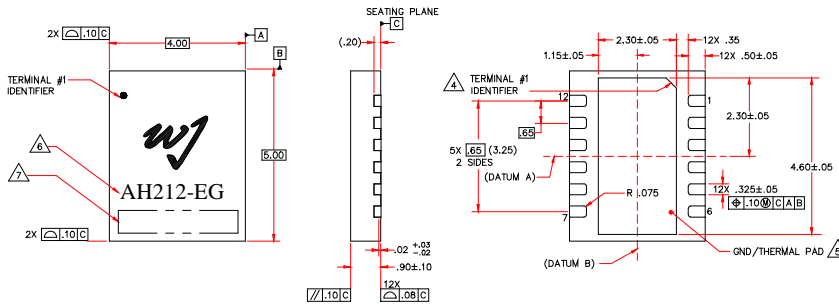 SEATING PLANE
2X ⌓ .10 C
4.00
A
B
(.20)
C
TERMINAL #1
IDENTIFIER
wj
6
7
AH212-EG
5.00
2X ⌓ .10 C
.02 +.03 -.02
.90±.10
// .10 C
12X
⌓ .08 C
2.30±.05
12X .35
1.15±.05
12X .50±.05
4
TERMINAL #1
IDENTIFIER
12
1
.65
2.30±.05
5X .65 (3.25)
2 SIDES
(DATUM A)
4.60±.05
R .075
12X .325±.05
⌖ .10 Ⓜ C A B
7
6
GND/THERMAL PAD 5
(DATUM B)